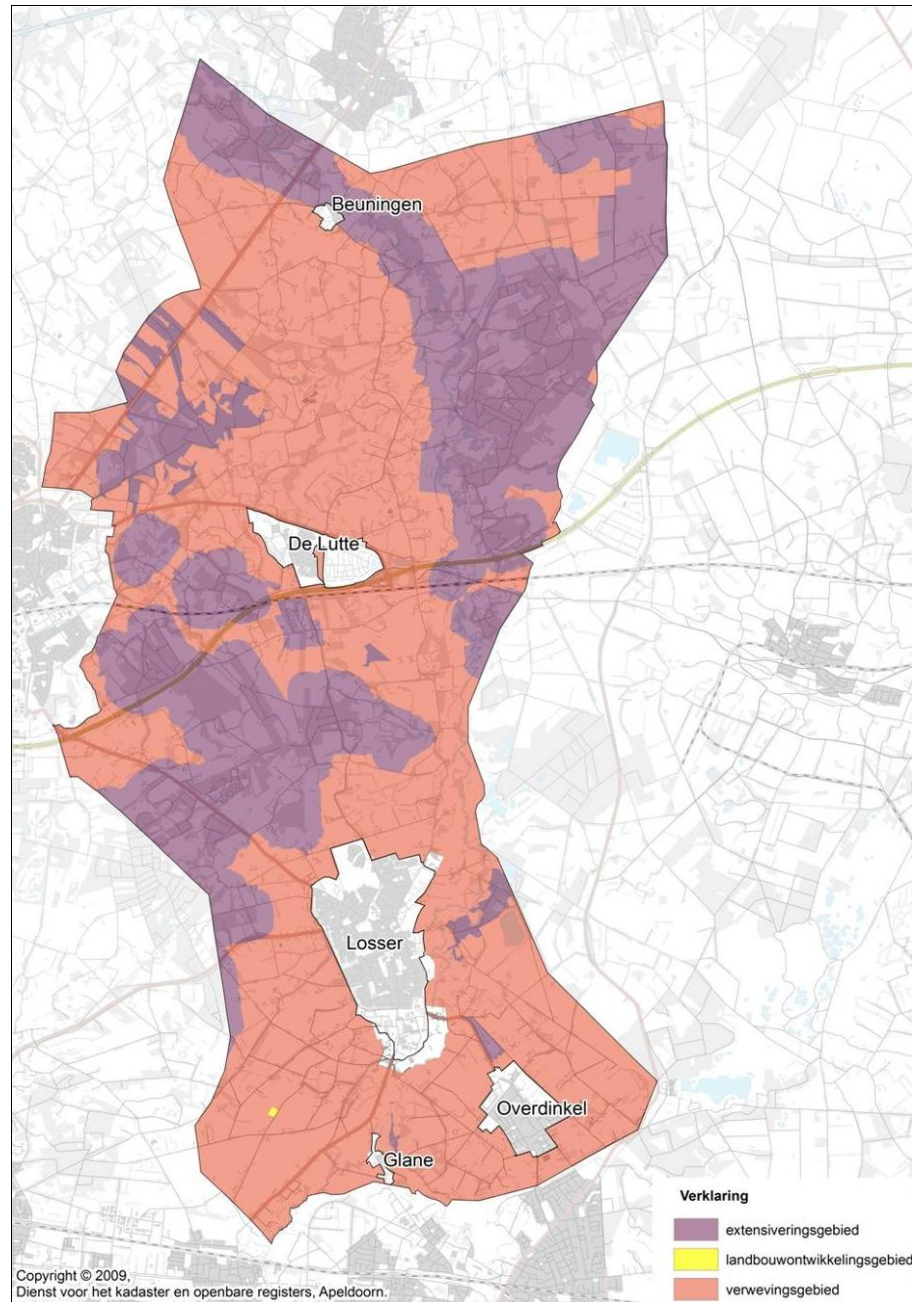 Beuningen
De Lutte
Losser
Overdinkel
Glane
Verklaring
extensiveringsgebied
landbouwontwikkelingsgebied
verwevingsgebied
Copyright © 2009,
Dienst voor het kadaster en openbare registers, Apeldoorn.